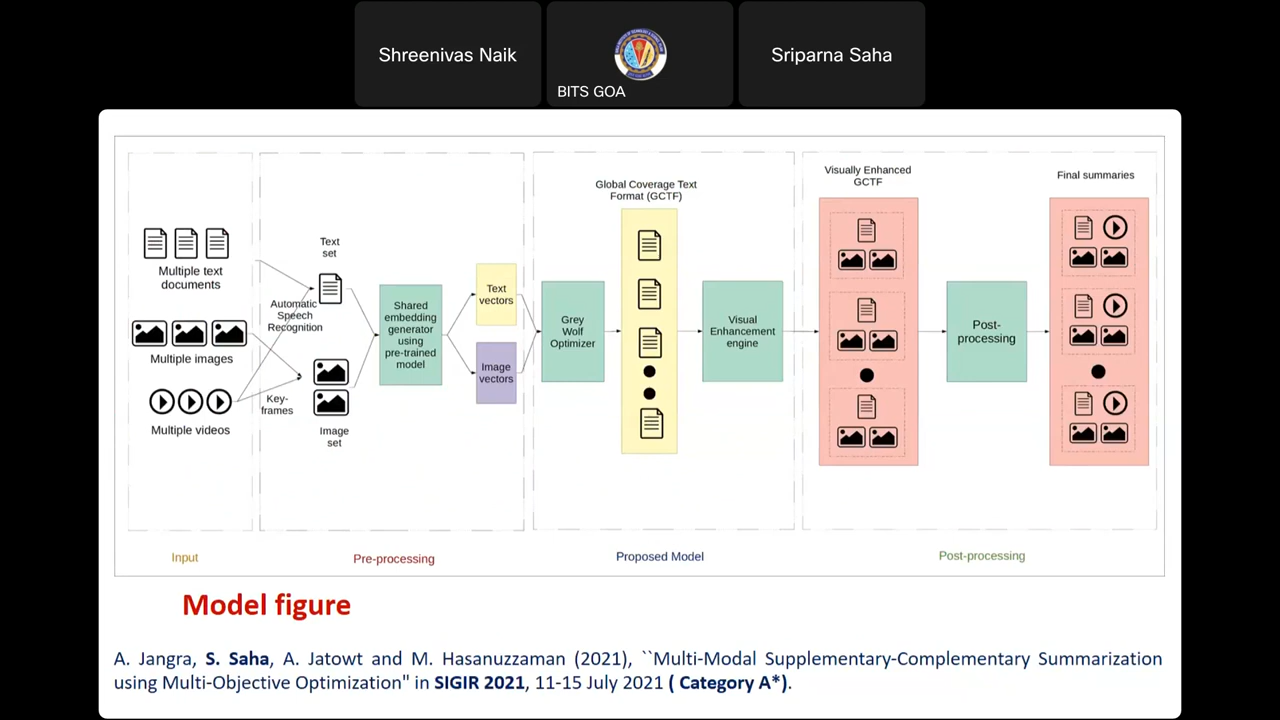 Shreenivas Naik
BITS GOA
Sriparna Saha
Multiple text
documents
Multiple images
Multiple videos
Text
set
Automatic
Speech
Recognition
Key-
frames
Image
set
Shared
embedding
generator
using
pre-trained
model
Text
vectors
Image
vectors
Grey
Wolf
Optimizer
Global Coverage Text
Format (GCTF)
Visual
Enhancement
engine
Visually Enhanced
GCTF
Post-
processing
Final summaries
Input
Pre-processing
Proposed Model
Post-processing
Model figure
A. Jangra, S. Saha, A. Jatowt and M. Hasanuzzaman (2021), ``Multi-Modal Supplementary-Complementary Summarization
using Multi-Objective Optimization" in SIGIR 2021, 11-15 July 2021 ( Category A*).